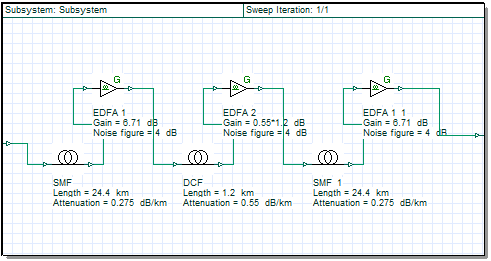 Subsystem: Subsystem
Sweep Iteration: 1/1
G
G
G
EDFA 1
Gain = 6.71 dB
Noise figure = 4 dB
EDFA 2
Gain = 0.55*1.2 dB
Noise figure = 4 dB
EDFA 1 1
Gain = 6.71 dB
Noise figure = 4 dB
SMF
Length = 24.4 km
Attenuation = 0.275 dB/km
DCF
Length = 1.2 km
Attenuation = 0.55 dB/km
SMF 1
Length = 24.4 km
Attenuation = 0.275 dB/km